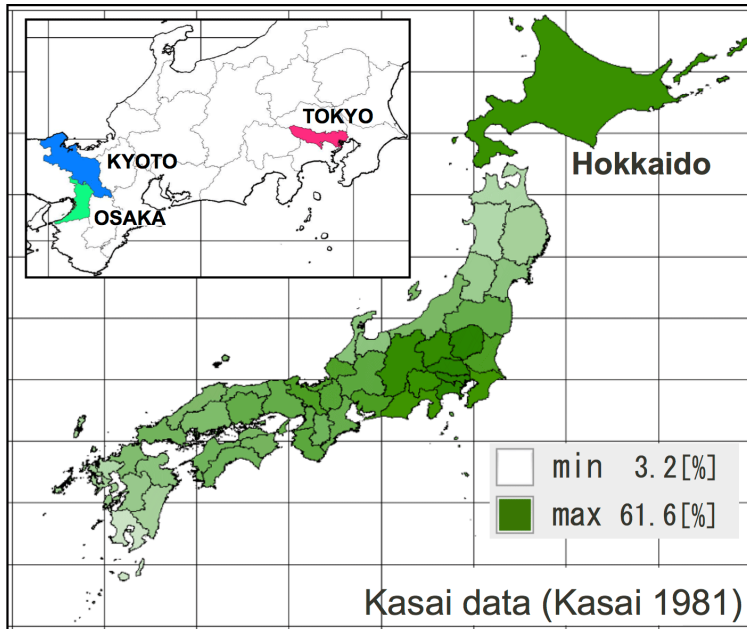 TOKYO
KYOTO
OSAKA
Hokkaido
min 3.2[%]
max 61.6[%]
Kasai data (Kasai 1981)